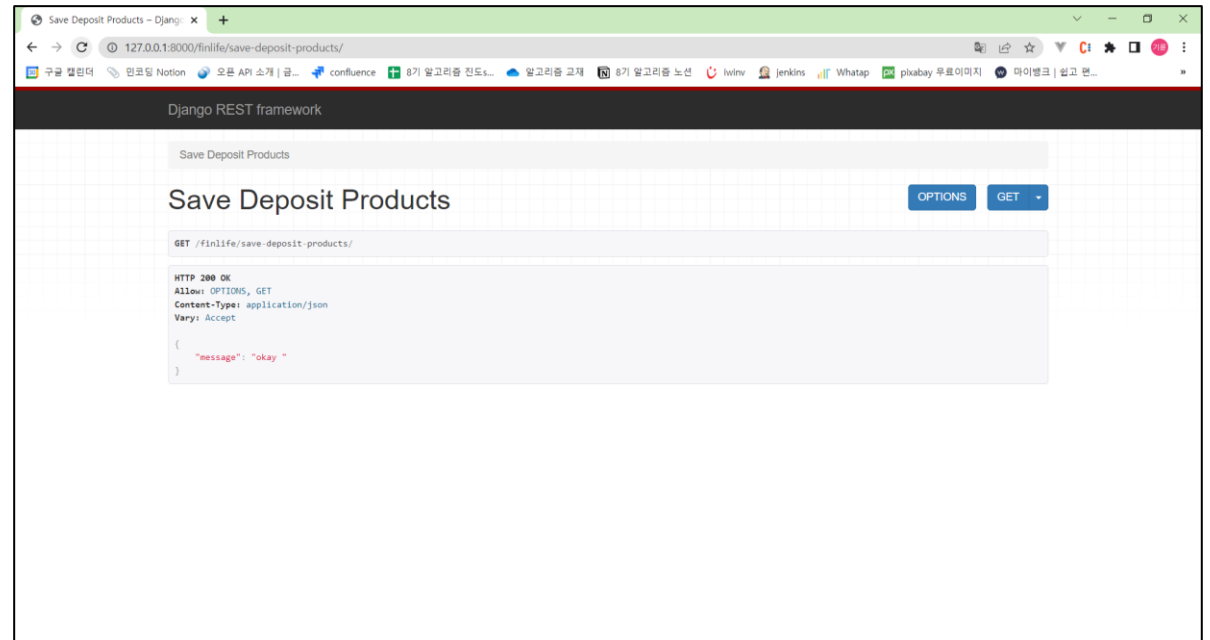 Save Deposit Products – Djang
127.0.0.1:8000/finlife/save-deposit-products/
구글 캘린더 민코딩 Notion 오픈 API 소개 | 금... confluence 8기 알고리즘 진도s... 알고리즘 교재 8기 알고리즘 노션 iwinv Jenkins Whatap pixabay 무료이미지 마이뱅크 | 쉽고 편... »
Django REST framework
Save Deposit Products
Save Deposit Products
OPTIONS GET
GET /finlife/save-deposit-products/
HTTP 200 OK
Allow: OPTIONS, GET
Content-Type: application/json
Vary: Accept
{
"message": "okay "
}